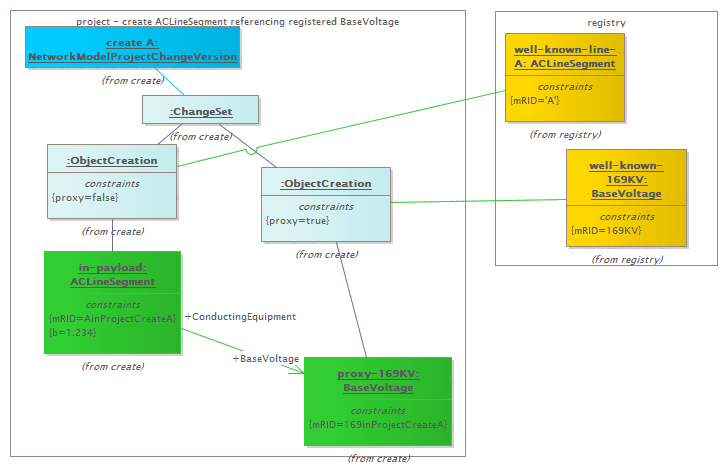 project - create ACLineSegment referencing registered BaseVoltage
create A:
NetworkModelProjectChangeVersion
(from create)
:ChangeSet
(from create)
:ObjectCreation
constraints
{proxy=false}
(from create)
:ObjectCreation
constraints
{proxy=true}
(from create)
in-payload:
ACLineSegment
constraints
{mRID=AinProjectCreateA}
{b=1.234}
(from create)
+ConductingEquipment
+BaseVoltage
proxy-169KV:
BaseVoltage
constraints
{mRID=169inProjectCreateA}
(from create)
registry
well-known-line-
A: ACLineSegment
constraints
{mRID='A'}
(from registry)
well-known-
169KV:
BaseVoltage
constraints
{mRID=169KV}
(from registry)